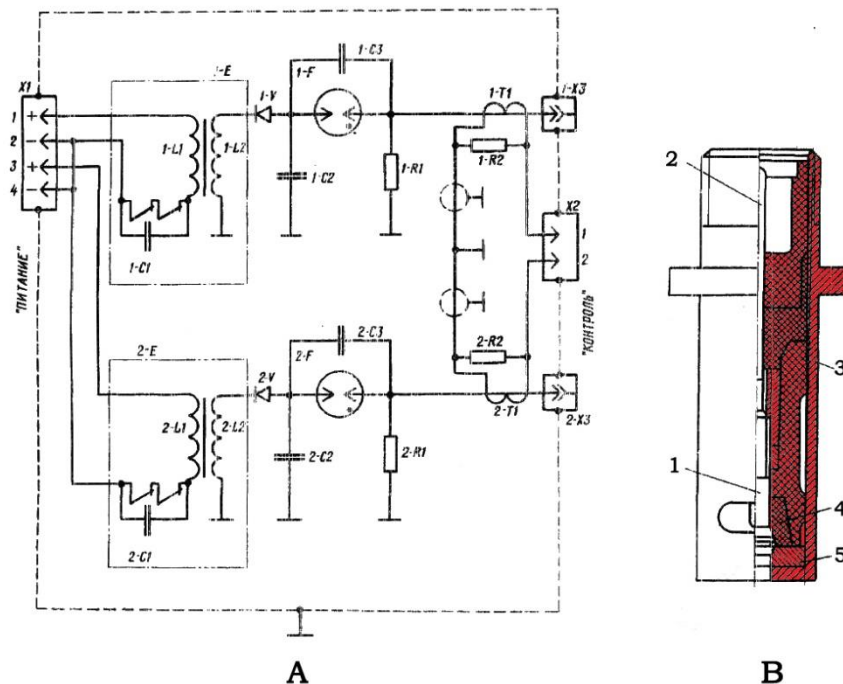 1-C3
1-E
1-F
X1
1-V
1-T1
1-X3
1
+
2
-
1-L1
1-L2
1-R2
3
+
1-C2
1-R1
4
-
X2
1
2
1-C1
"ПИТАНИЕ"
"КОНТРОЛЬ"
2-C3
2-E
2-F
2-R2
2-V
2-L1
2-L2
2-T1
2-X3
2-C2
2-R1
2-C1
A
2
3
1
4
5
B